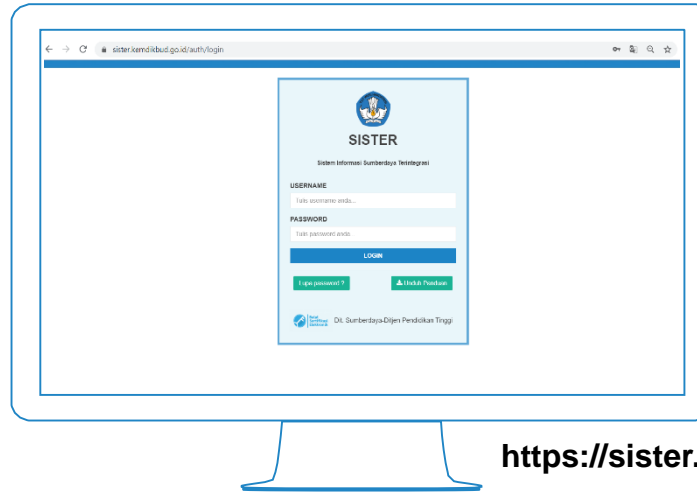 sister.kemdikbud.go.id/auth/login
SISTER
Sistem Informasi Sumberdaya Terintegrasi
USERNAME
Tulis username anda...
PASSWORD
Tulis password anda
LOGIN
Lupa password ?
Unduh Panduan
Dit. Sumberdaya-Ditjen Pendidikan Tinggi
https://sister.